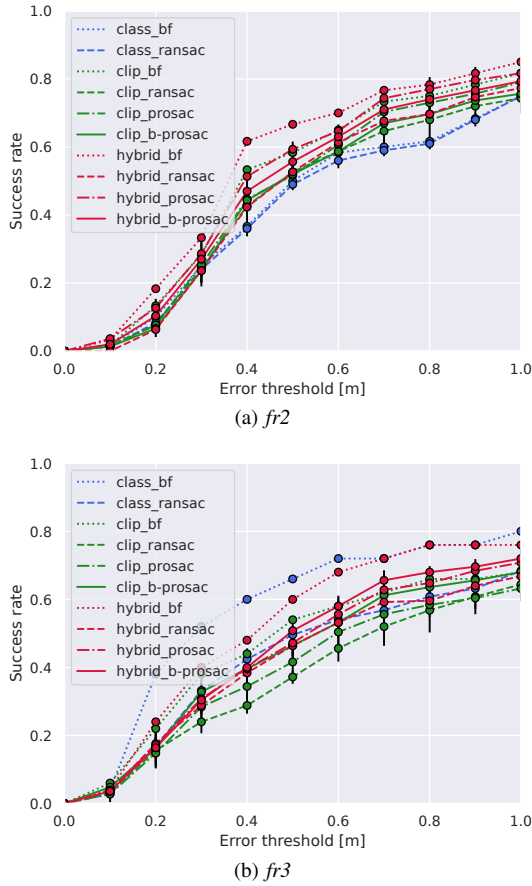 1.0
0.8
0.6
0.4
0.2
0.0
Success rate
class_bf
class_ransac
clip_bf
clip_ransac
clip_prosac
clip_b-prosac
hybrid_bf
hybrid_ransac
hybrid_prosac
hybrid_b-prosac
0.0 0.2 0.4 0.6 0.8 1.0
Error threshold [m]
(a) fr2
1.0
0.8
0.6
0.4
0.2
0.0
Success rate
class_bf
class_ransac
clip_bf
clip_ransac
clip_prosac
clip_b-prosac
hybrid_bf
hybrid_ransac
hybrid_prosac
hybrid_b-prosac
0.0 0.2 0.4 0.6 0.8 1.0
Error threshold [m]
(b) fr3